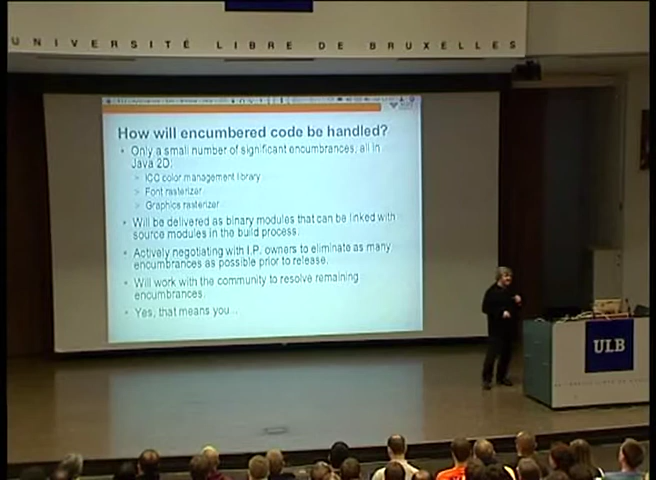 UNIVERSITÉ LIBRE DE BRUXELLES
How will encumbered code be handled?
• Only a small number of significant encumbrances, all in
Java 2D:
> ICC color management library
> Font rasterizer
> Graphics rasterizer
• Will be delivered as binary modules that can be linked with
source modules in the build process.
• Actively negotiating with I.P. owners to eliminate as many
encumbrances as possible prior to release.
• Will work with the community to resolve remaining
encumbrances.
• Yes, that means you...
ULB